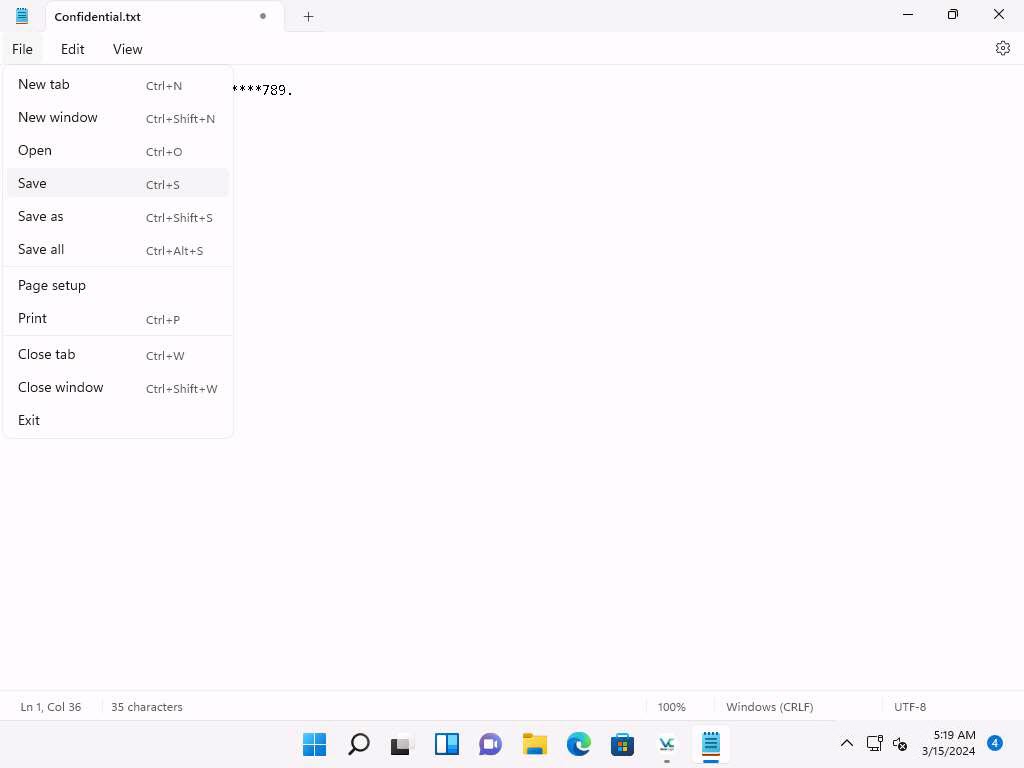 Confidential.txt
File Edit View
****789.
New tab Ctrl+N
New window Ctrl+Shift+N
Open Ctrl+O
Save Ctrl+S
Save as Ctrl+Shift+S
Save all Ctrl+Alt+S
Page setup
Print Ctrl+P
Close tab Ctrl+W
Close window Ctrl+Shift+W
Exit
Ln 1, Col 36 35 characters 100% Windows (CRLF) UTF-8
5:19 AM
3/15/2024
4